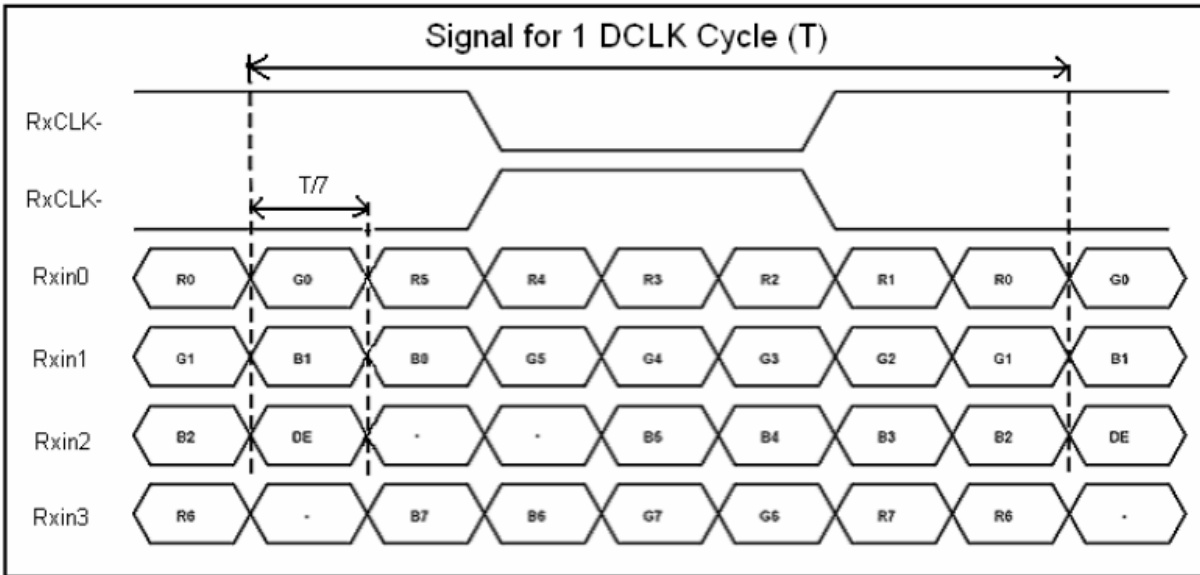 Signal for 1 DCLK Cycle (T)
RxCLK-
RxCLK-
T/7
Rxin0 R0 G0 R5 R4 R3 R2 R1 R0 G0
Rxin1 G1 B1 B0 G5 G4 G3 G2 G1 B1
Rxin2 B2 DE - - B5 B4 B3 B2 DE
Rxin3 R6 - B7 B6 G7 G6 R7 R6 -